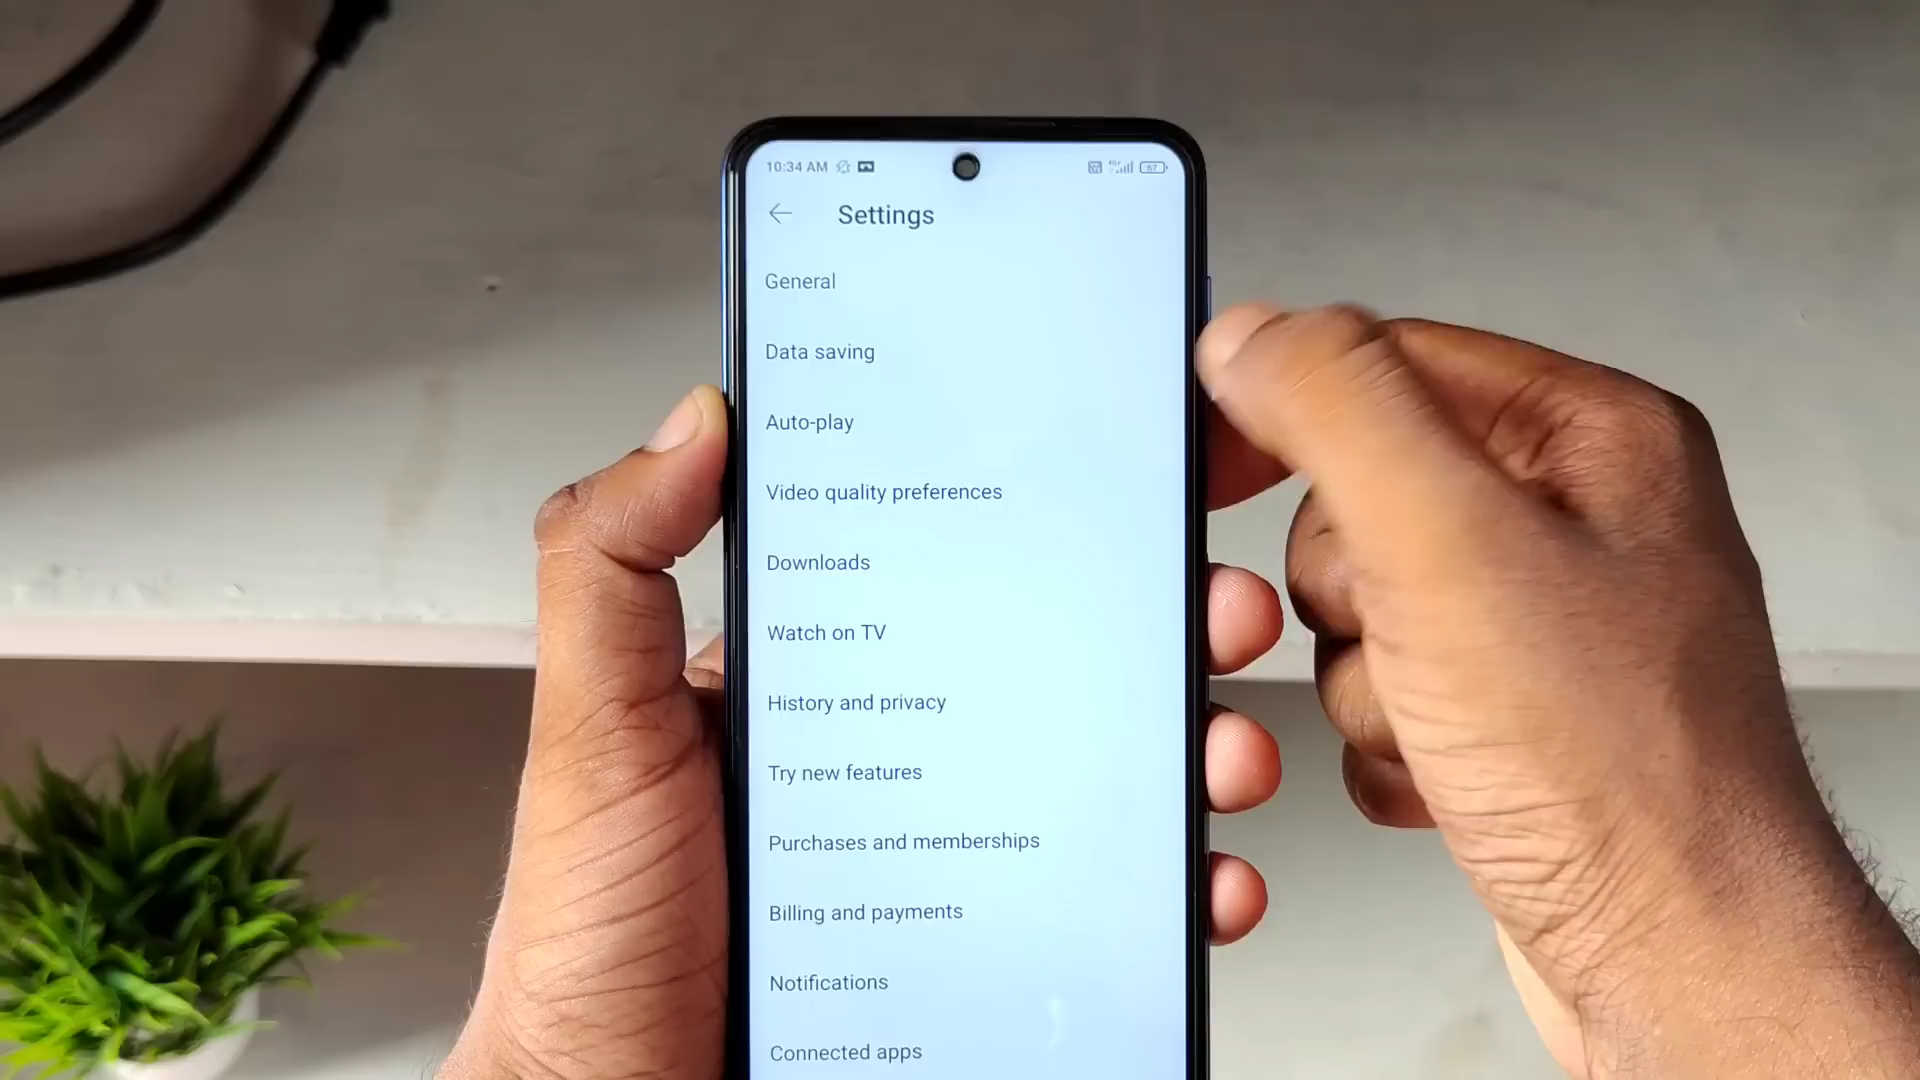 10:34 AM
67
Settings
General
Data saving
Auto-play
Video quality preferences
Downloads
Watch on TV
History and privacy
Try new features
Purchases and memberships
Billing and payments
Notifications
Connected apps